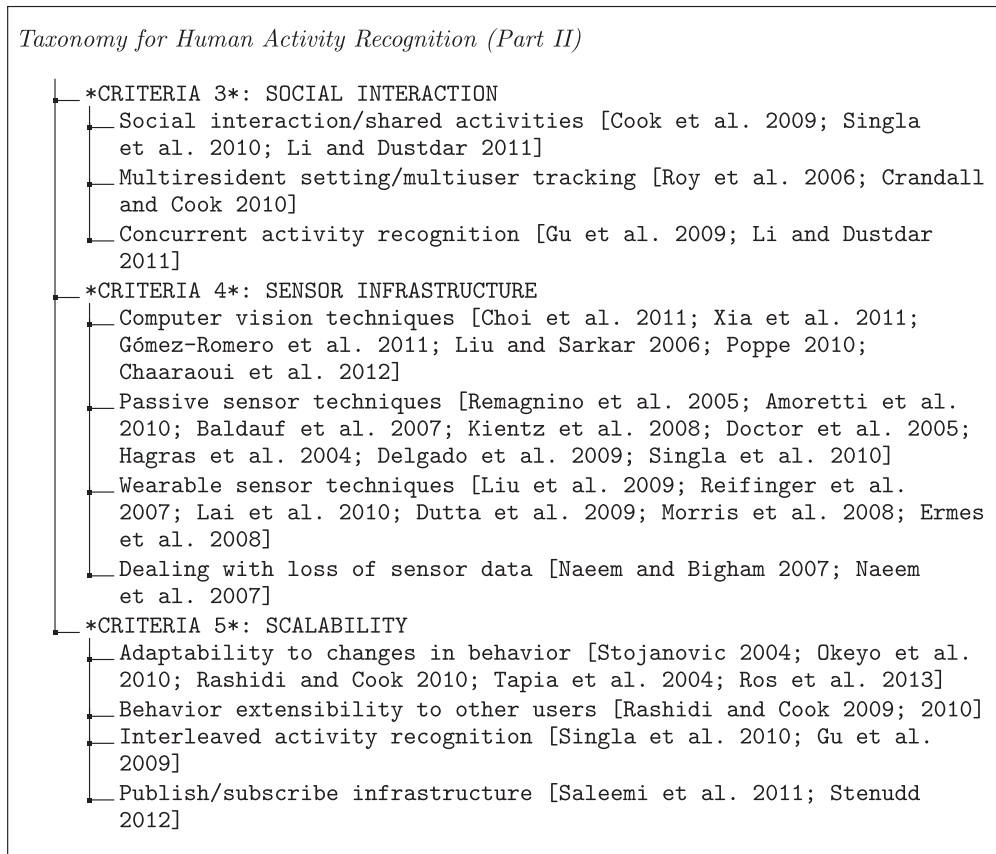 Taxonomy for Human Activity Recognition (Part II)
*CRITERIA 3*: SOCIAL INTERACTION
Social interaction/shared activities [Cook et al. 2009; Singla
et al. 2010; Li and Dustdar 2011]
Multiresident setting/multiuser tracking [Roy et al. 2006; Crandall
and Cook 2010]
Concurrent activity recognition [Gu et al. 2009; Li and Dustdar
2011]
*CRITERIA 4*: SENSOR INFRASTRUCTURE
Computer vision techniques [Choi et al. 2011; Xia et al. 2011;
Gómez-Romero et al. 2011; Liu and Sarkar 2006; Poppe 2010;
Chaaraoui et al. 2012]
Passive sensor techniques [Remagnino et al. 2005; Amoretti et al.
2010; Baldauf et al. 2007; Kientz et al. 2008; Doctor et al. 2005;
Hagras et al. 2004; Delgado et al. 2009; Singla et al. 2010]
Wearable sensor techniques [Liu et al. 2009; Reifinger et al.
2007; Lai et al. 2010; Dutta et al. 2009; Morris et al. 2008; Ermes
et al. 2008]
Dealing with loss of sensor data [Naeem and Bigham 2007; Naeem
et al. 2007]
*CRITERIA 5*: SCALABILITY
Adaptability to changes in behavior [Stojanovic 2004; Okeyo et al.
2010; Rashidi and Cook 2010; Tapia et al. 2004; Ros et al. 2013]
Behavior extensibility to other users [Rashidi and Cook 2009; 2010]
Interleaved activity recognition [Singla et al. 2010; Gu et al.
2009]
Publish/subscribe infrastructure [Saleemi et al. 2011; Stenudd
2012]